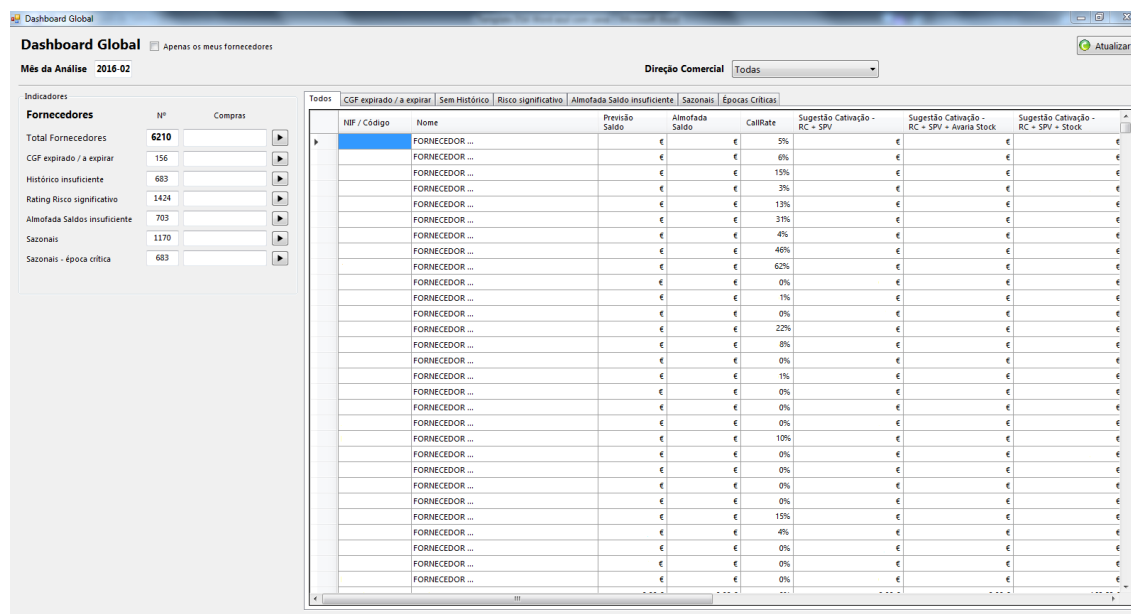 Dashboard Global
Dashboard Global Apenas os meus fornecedores Atualizar
Mês da Análise 2016-02 Direção Comercial Todas
Indicadores
Fornecedores Nº Compras
Total Fornecedores 6210
CGF expirado / a expirar 156
Histórico insuficiente 683
Rating Risco significativo 1424
Almofada Saldos insuficiente 703
Sazonais 1170
Sazonais - época crítica 683
Todos CGF expirado / a expirar Sem Histórico Risco significativo Almofada Saldo insuficiente Sazonais Épocas Críticas
NIF / Código Nome Previsão Saldo Almofada Saldo CallRate Sugestão Cativação - RC + SPV Sugestão Cativação - RC + SPV + Avaria Stock Sugestão Cativação - RC + SPV + Stock
FORNECEDOR ... € € 5% € € €
FORNECEDOR ... € € 6% € € €
FORNECEDOR ... € € 15% € € €
FORNECEDOR ... € € 3% € € €
FORNECEDOR ... € € 13% € € €
FORNECEDOR ... € € 31% € € €
FORNECEDOR ... € € 4% € € €
FORNECEDOR ... € € 46% € € €
FORNECEDOR ... € € 62% € € €
FORNECEDOR ... € € 0% € € €
FORNECEDOR ... € € 1% € € €
FORNECEDOR ... € € 0% € € €
FORNECEDOR ... € € 22% € € €
FORNECEDOR ... € € 8% € € €
FORNECEDOR ... € € 0% € € €
FORNECEDOR ... € € 1% € € €
FORNECEDOR ... € € 0% € € €
FORNECEDOR ... € € 0% € € €
FORNECEDOR ... € € 0% € € €
FORNECEDOR ... € € 10% € € €
FORNECEDOR ... € € 0% € € €
FORNECEDOR ... € € 0% € € €
FORNECEDOR ... € € 0% € € €
FORNECEDOR ... € € 15% € € €
FORNECEDOR ... € € 4% € € €
FORNECEDOR ... € € 0% € € €
FORNECEDOR ... € € 0% € € €
FORNECEDOR ... € € 0% € € €